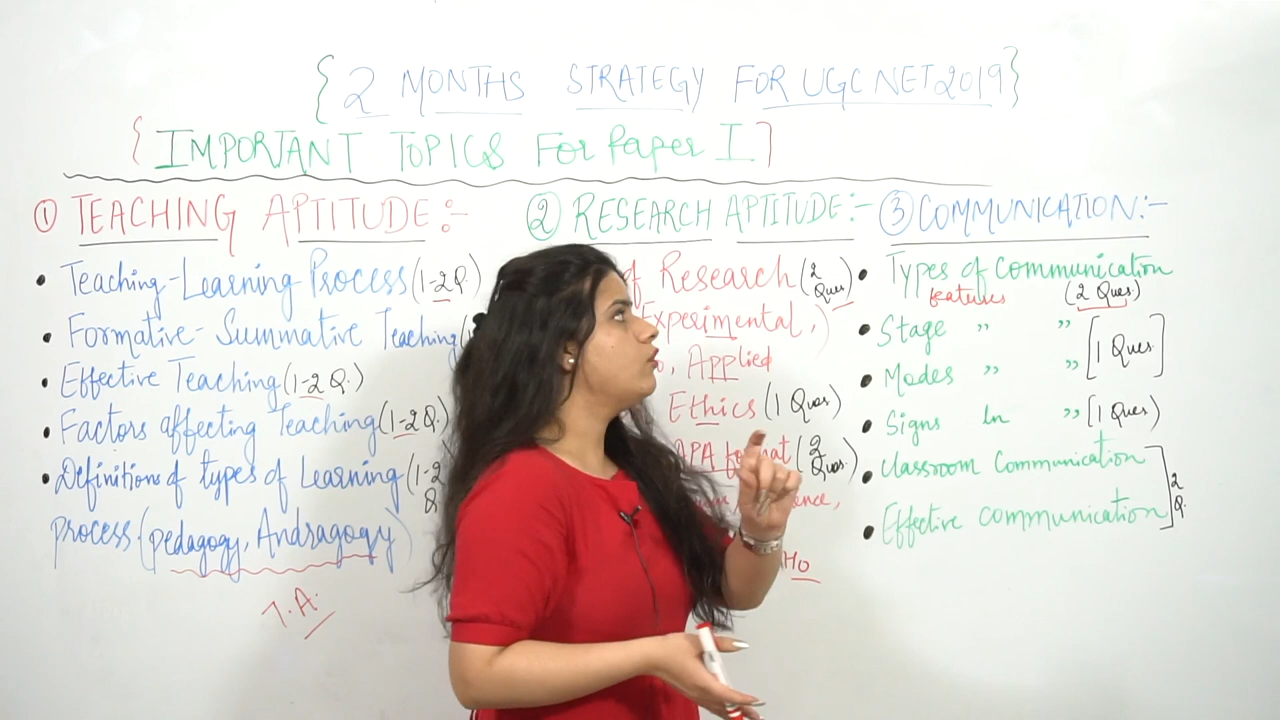 {2 MONTHS STRATEGY FOR UGC NET 2019}
{IMPORTANT TOPICS For Paper I]
① TEACHING APTITUDE:-
• Teaching-Learning Process (1-2 Q.)
• Formative-Summative Teaching (
• Effective Teaching (1-2 Q.)
• Factors affecting Teaching (1-2 Q.)
• Definitions of types of Learning (1-2 Q
process (pedagogy, Andragogy)
T.A.
② RESEARCH APTITUDE:-
of Research (2 Ques)
Experimental,)
, Applied
Ethics (1 Ques)
APA format (2 Ques.)
ence,
Ho
③ COMMUNICATION:-
• Types of Communication
features (2 Ques.)
• Stage " "
• Modes " " [1 Ques.]
• Signs in " [1 Ques)
• Classroom Communication
• Effective communication ] 2 Q.